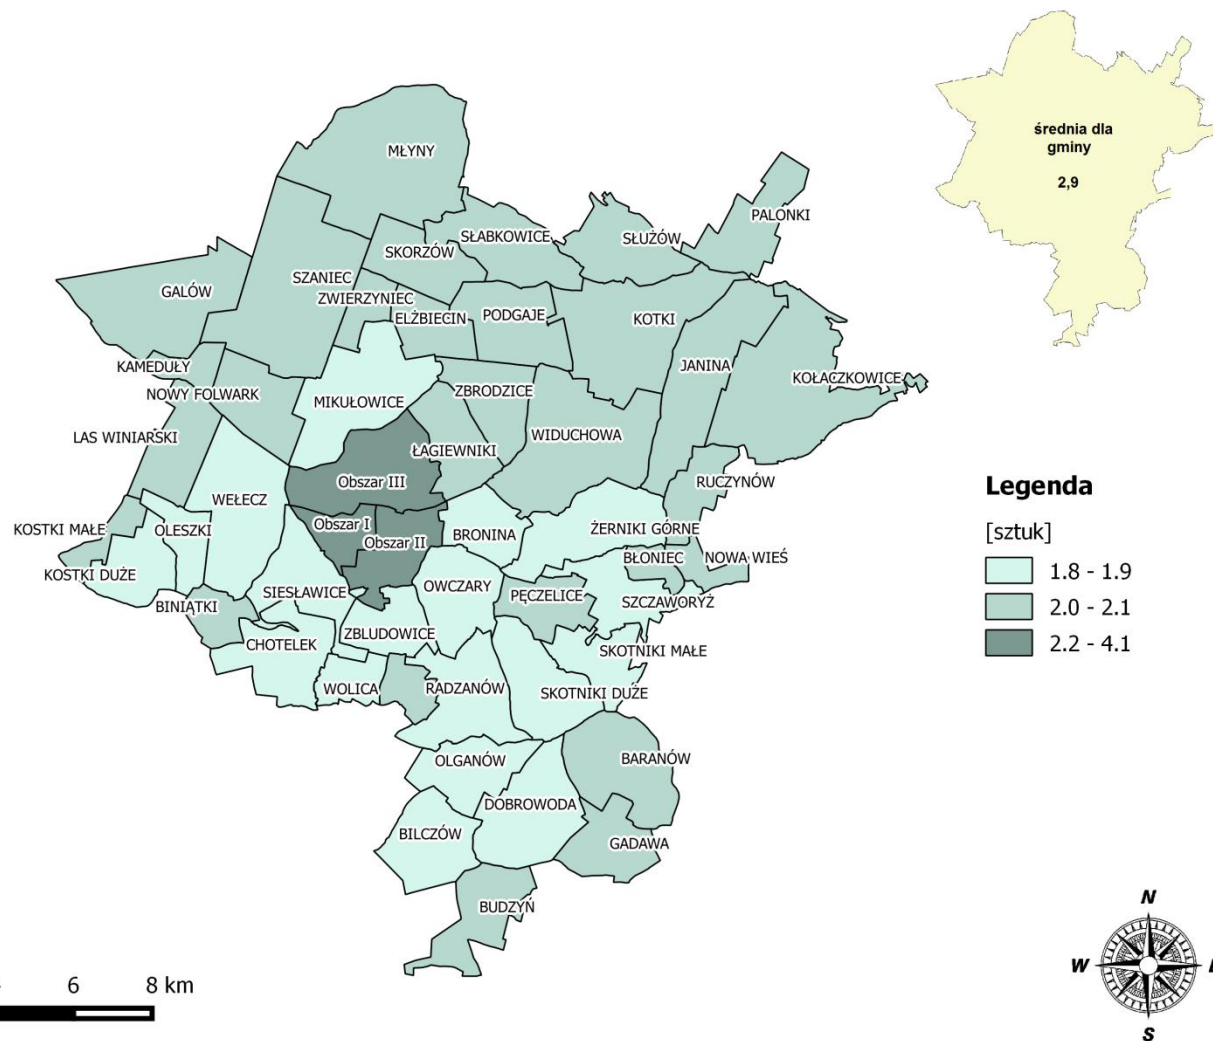 średnia dla
gminy
2,9
MŁYNY
PALONKI
SŁABKOWICE
SŁUŻÓW
SKORZÓW
SZANIEC
GALÓW
ZWIERZYNIEC
ELŻBIECIN
PODGAJE
KOTKI
KAMEDUŁY
JANINA
KOŁACZKOWICE
NOWY FOLWARK
MIKUŁOWICE
ZBRODZICE
LAS WINIARSKI
WIDUCHOWA
ŁAGIEWNIKI
Obszar III
RUCZYNÓW
WEŁECZ
Legenda
[sztuk]
1.8 - 1.9
2.0 - 2.1
2.2 - 4.1
KOSTKI MAŁE
OLESZKI
Obszar I
Obszar II
BRONINA
ŻERNIKI GÓRNE
BŁONIEC
NOWA WIEŚ
KOSTKI DUŻE
SIESŁAWICE
OWCZARY
PĘCZELICE
SZCZAWORYŻ
BINIĄTKI
CHOTELEK
ZBLUDOWICE
SKOTNIKI MAŁE
WOLICA
RADZANÓW
SKOTNIKI DUŻE
OLGANÓW
BARANÓW
DOBROWODA
BILCZÓW
GADAWA
BUDZYŃ
6 8 km
N
W
S